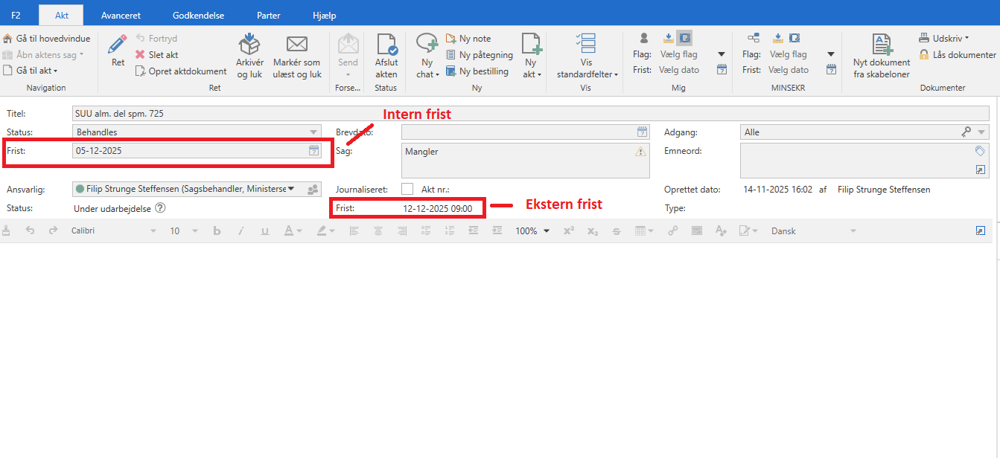 F2 Akt Avanceret Godkendelse Parter Hjælp
Gå til hovedvindue
Åbn aktens sag
Gå til akt
Navigation
Ret
Fortryd
Slet akt
Opret aktdokument
Arkivér og luk
Markér som ulæst og luk
Ret
Send
Forse...
Afslut akten
Status
Ny chat
Ny note
Ny påtegning
Ny bestilling
Ny akt
Ny
Vis standardfelter
Vis
Flag: Vælg flag
Frist: Vælg dato
Mig
Flag: Vælg flag
Frist: Vælg dato
MINSEKR
Nyt dokument fra skabeloner
Udskriv
Lås dokumenter
Dokumenter
Titel: SUU alm. del spm. 725
Intern frist
Status: Behandles Brevdato: Adgang: Alle
Frist: 05-12-2025 Sag: Mangler Emneord:
Ansvarlig: Filip Strunge Steffensen (Sagsbehandler, Ministerse Journaliseret: Akt nr.: Oprettet dato: 14-11-2025 16:02 af Filip Strunge Steffensen
Status: Under udarbejdelse ? Frist: 12-12-2025 09:00 Ekstern frist Type:
Calibri 10 b i u A 100% x² x₂ S A Dansk